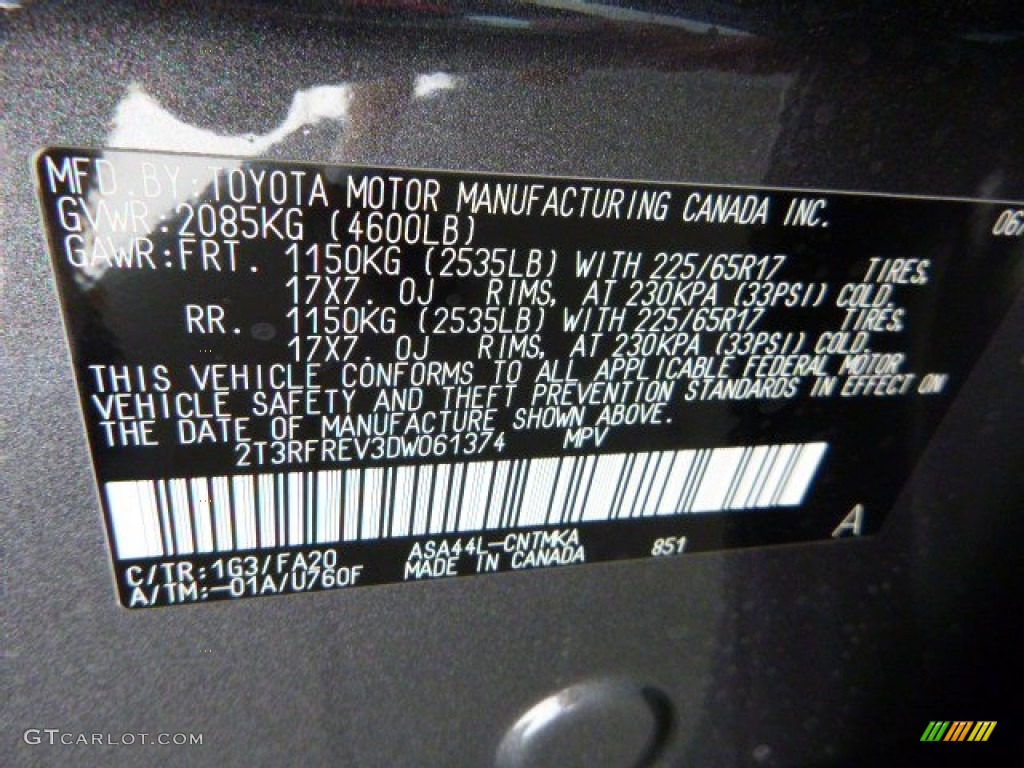 MFD. BY: TOYOTA MOTOR MANUFACTURING CANADA INC. 
GVWR: 2085KG (4600LB)
GAWR: FRT. 1150KG (2535LB) WITH 225/65R17 TIRES,
17X7. 0J RIMS, AT 230KPA (33PSI) COLD.
RR. 1150KG (2535LB) WITH 225/65R17 TIRES,
17X7. 0J RIMS, AT 230KPA (33PSI) COLD.
THIS VEHICLE CONFORMS TO ALL APPLICABLE FEDERAL MOTOR
VEHICLE SAFETY AND THEFT PREVENTION STANDARDS IN EFFECT ON
THE DATE OF MANUFACTURE SHOWN ABOVE.
2T3RFREV3DW061374 MPV
A
C/TR: 1G3/FA20 ASA44L-CNTMKA 851
A/TM:-01A/U760F MADE IN CANADA
GTCARLOT.COM